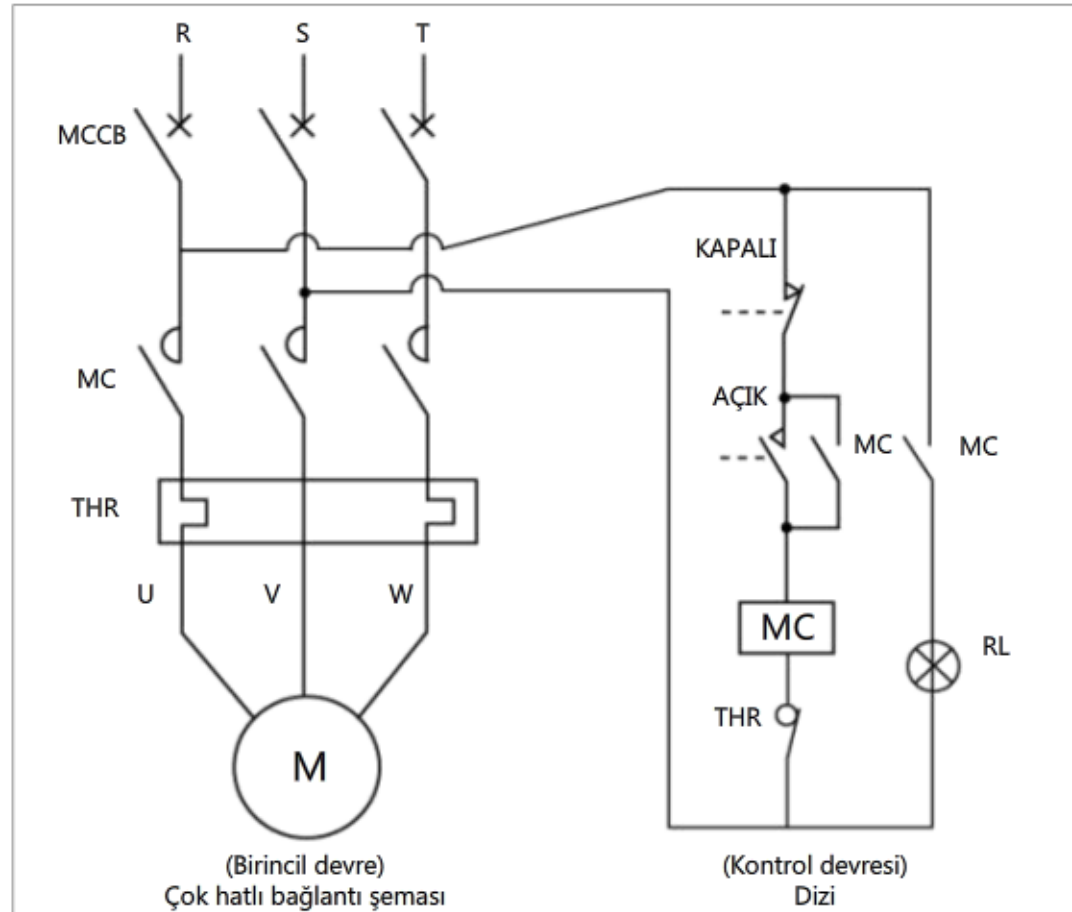 R S T
MCCB
KAPALI
MC
AÇIK
MC
MC
THR
U V W
MC
RL
THR
M
(Birincil devre)
Çok hatlı bağlantı şeması
(Kontrol devresi)
Dizi